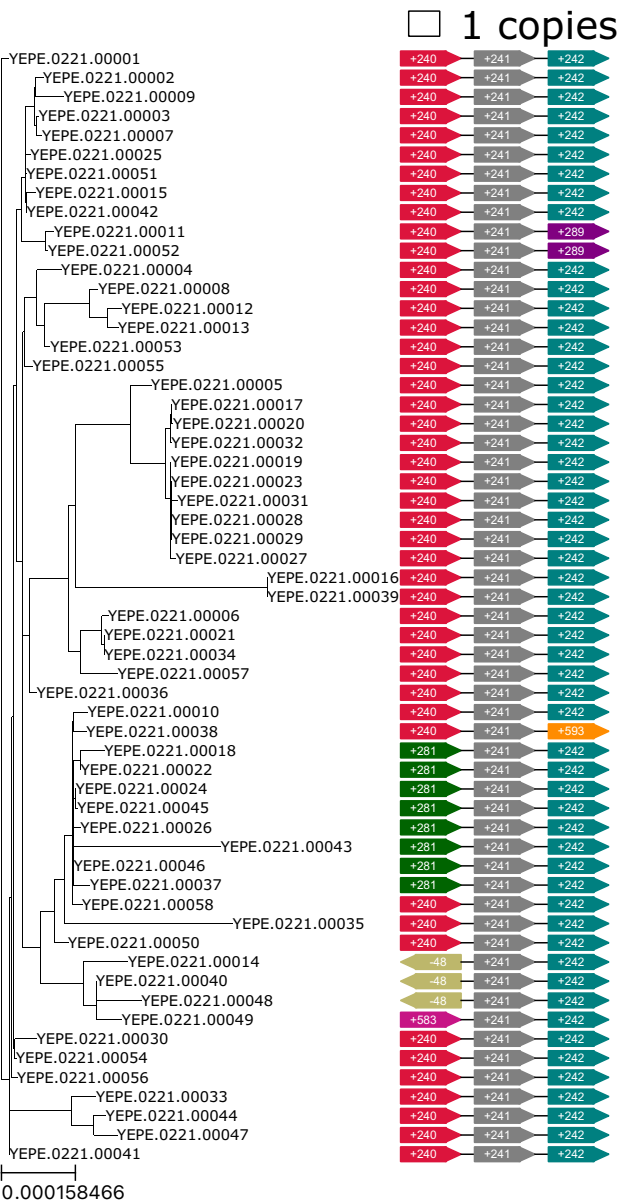 1 copies
YEPE.0221.00001 +240 +241 +242
YEPE.0221.00002 +240 +241 +242
YEPE.0221.00009 +240 +241 +242
YEPE.0221.00003 +240 +241 +242
YEPE.0221.00007 +240 +241 +242
YEPE.0221.00025 +240 +241 +242
YEPE.0221.00051 +240 +241 +242
YEPE.0221.00015 +240 +241 +242
YEPE.0221.00042 +240 +241 +242
YEPE.0221.00011 +240 +241 +289
YEPE.0221.00052 +240 +241 +289
YEPE.0221.00004 +240 +241 +242
YEPE.0221.00008 +240 +241 +242
YEPE.0221.00012 +240 +241 +242
YEPE.0221.00013 +240 +241 +242
YEPE.0221.00053 +240 +241 +242
YEPE.0221.00055 +240 +241 +242
YEPE.0221.00005 +240 +241 +242
YEPE.0221.00017 +240 +241 +242
YEPE.0221.00020 +240 +241 +242
YEPE.0221.00032 +240 +241 +242
YEPE.0221.00019 +240 +241 +242
YEPE.0221.00023 +240 +241 +242
YEPE.0221.00031 +240 +241 +242
YEPE.0221.00028 +240 +241 +242
YEPE.0221.00029 +240 +241 +242
YEPE.0221.00027 +240 +241 +242
YEPE.0221.00016 +240 +241 +242
YEPE.0221.00039 +240 +241 +242
YEPE.0221.00006 +240 +241 +242
YEPE.0221.00021 +240 +241 +242
YEPE.0221.00034 +240 +241 +242
YEPE.0221.00057 +240 +241 +242
YEPE.0221.00036 +240 +241 +242
YEPE.0221.00010 +240 +241 +242
YEPE.0221.00038 +240 +241 +593
YEPE.0221.00018 +281 +241 +242
YEPE.0221.00022 +281 +241 +242
YEPE.0221.00024 +281 +241 +242
YEPE.0221.00045 +281 +241 +242
YEPE.0221.00026 +281 +241 +242
YEPE.0221.00043 +281 +241 +242
YEPE.0221.00046 +281 +241 +242
YEPE.0221.00037 +281 +241 +242
YEPE.0221.00058 +240 +241 +242
YEPE.0221.00035 +240 +241 +242
YEPE.0221.00050 +240 +241 +242
YEPE.0221.00014 -48 +241 +242
YEPE.0221.00040 -48 +241 +242
YEPE.0221.00048 -48 +241 +242
YEPE.0221.00049 +583 +241 +242
YEPE.0221.00030 +240 +241 +242
YEPE.0221.00054 +240 +241 +242
YEPE.0221.00056 +240 +241 +242
YEPE.0221.00033 +240 +241 +242
YEPE.0221.00044 +240 +241 +242
YEPE.0221.00047 +240 +241 +242
YEPE.0221.00041 +240 +241 +242
0.000158466